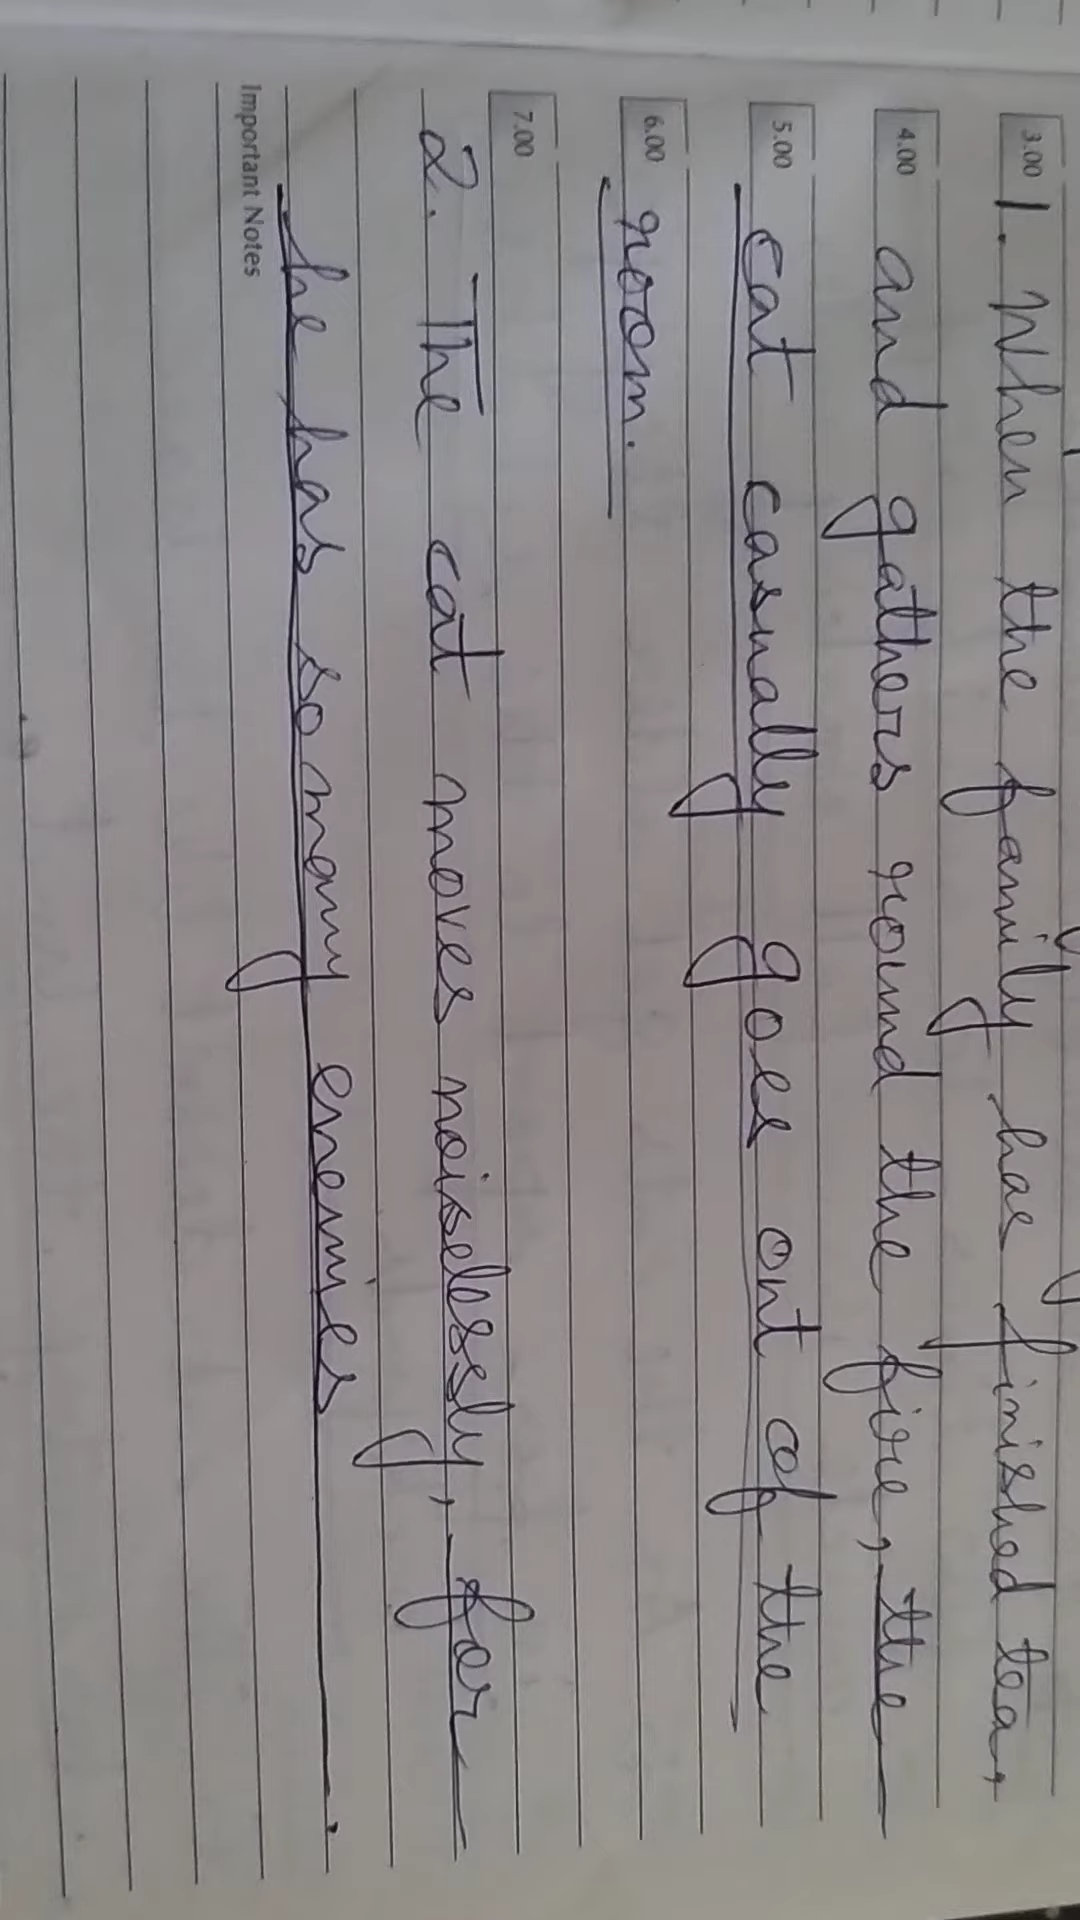 3.00 1. When the family has finished tea,
4.00 and gathers round the fire, the
5.00 cat casually goes out of the
6.00 room.
7.00
2. The cat moves noiselessly, for
he has so many enemies.
Important Notes